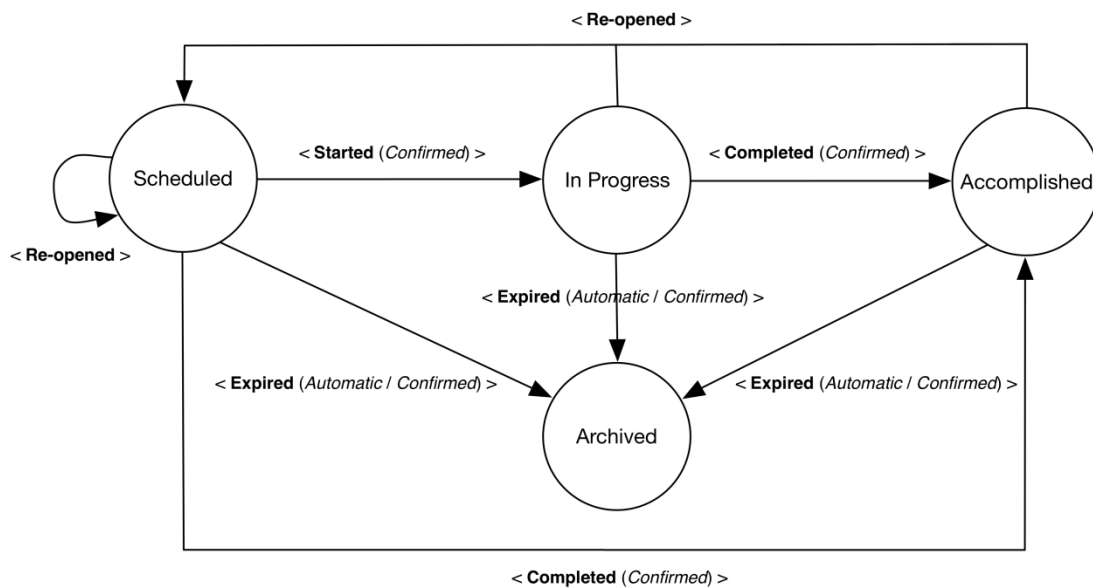 < Re-opened >
< Started (Confirmed) >
< Completed (Confirmed) >
Scheduled
In Progress
Accomplished
< Re-opened >
< Expired (Automatic / Confirmed) >
< Expired (Automatic / Confirmed) >
< Expired (Automatic / Confirmed) >
Archived
< Completed (Confirmed) >